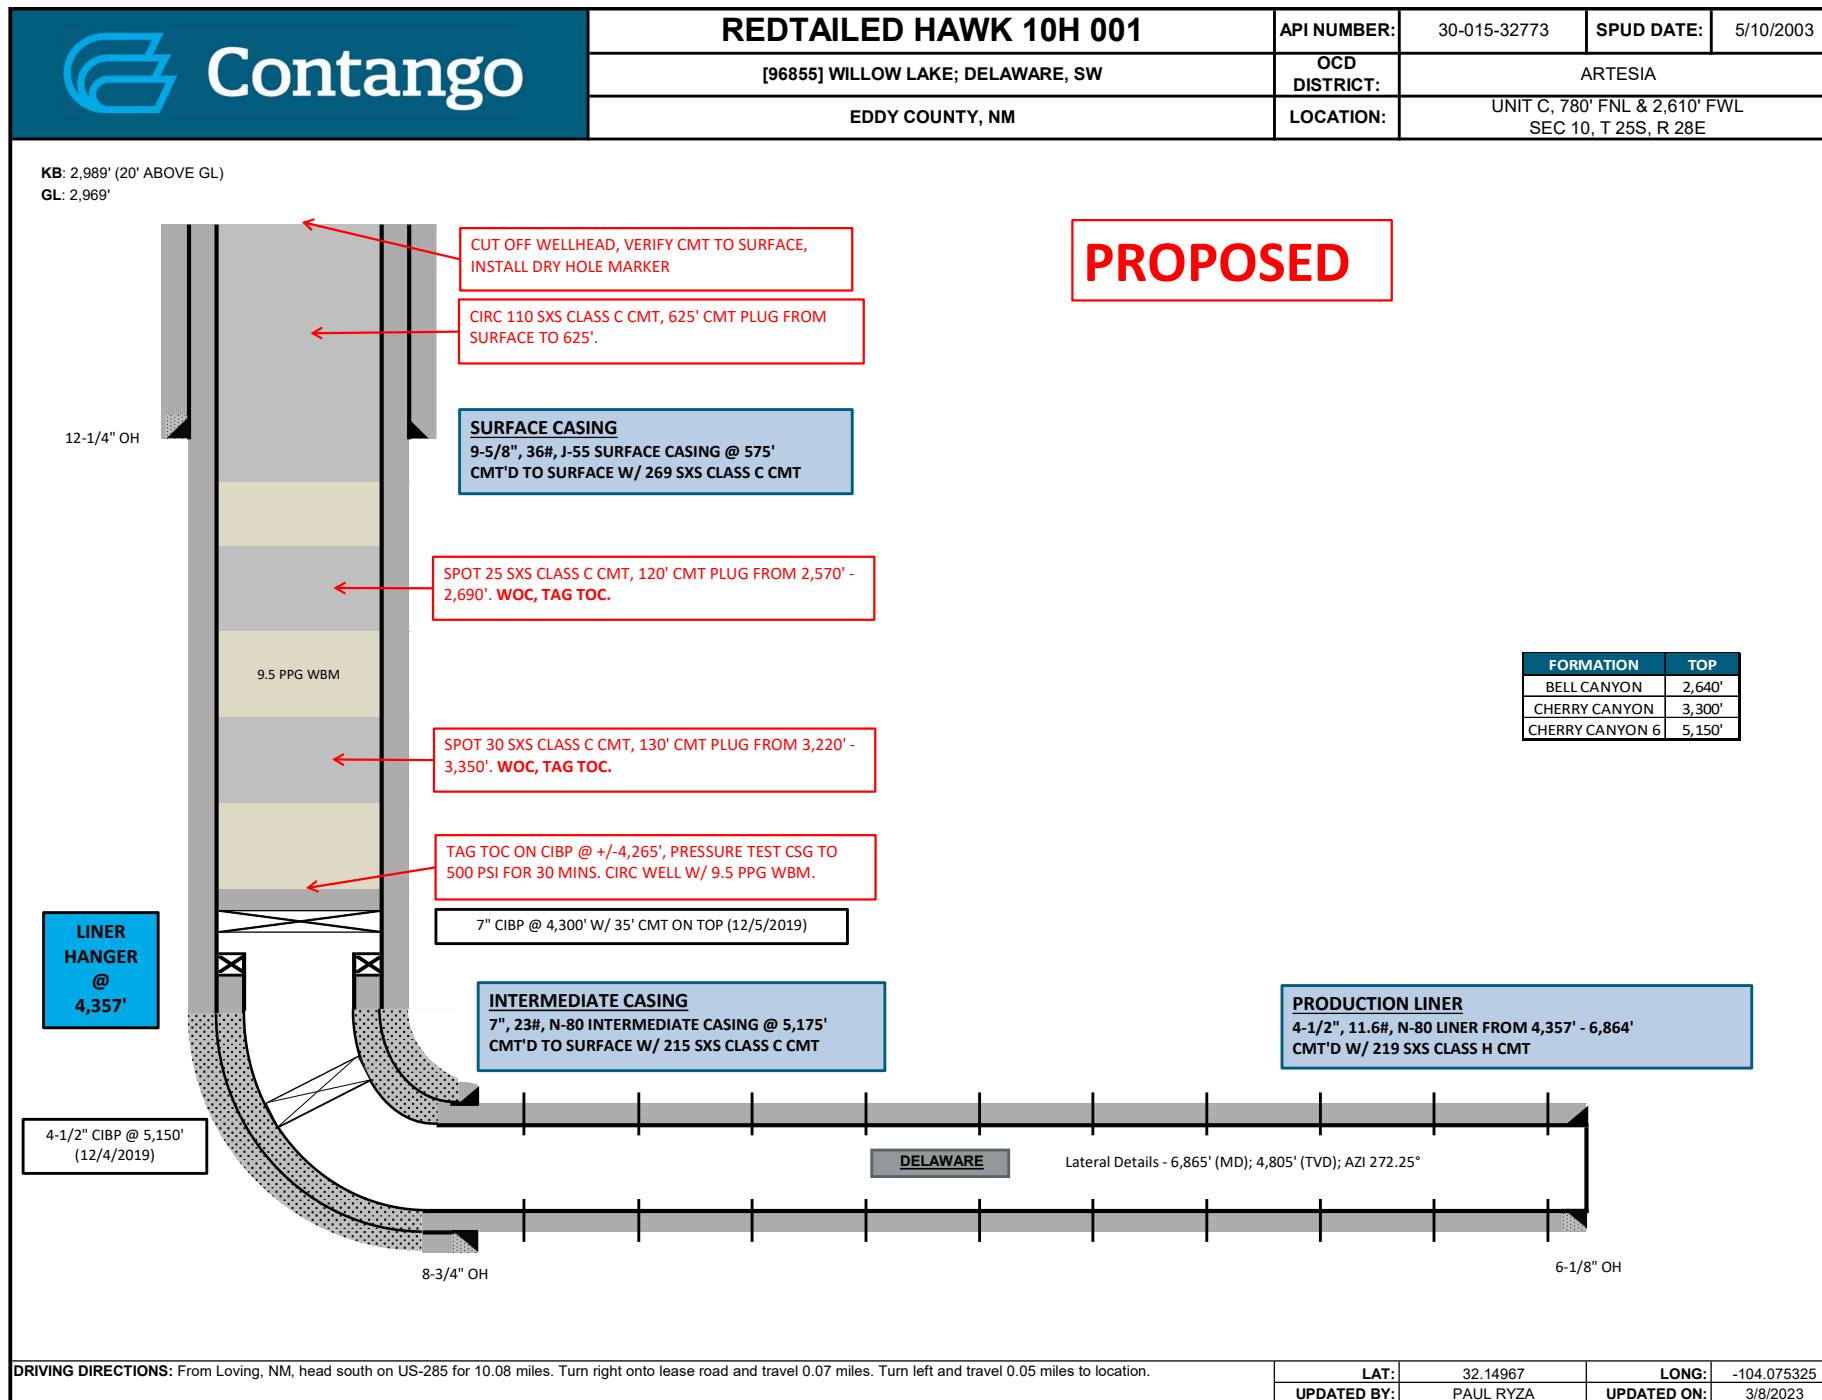 Contango
REDTAILED HAWK 10H 001
[96855] WILLOW LAKE; DELAWARE, SW
EDDY COUNTY, NM
API NUMBER: 30-015-32773 SPUD DATE: 5/10/2003
OCD
DISTRICT:
ARTESIA
LOCATION:
UNIT C, 780' FNL & 2,610' FWL
SEC 10, T 25S, R 28E
KB: 2,989' (20' ABOVE GL)
GL: 2,969'
CUT OFF WELLHEAD, VERIFY CMT TO SURFACE,
INSTALL DRY HOLE MARKER
PROPOSED
CIRC 110 SXS CLASS C CMT, 625' CMT PLUG FROM
SURFACE TO 625'.
12-1/4" OH
SURFACE CASING
9-5/8", 36#, J-55 SURFACE CASING @ 575'
CMT'D TO SURFACE W/ 269 SXS CLASS C CMT
SPOT 25 SXS CLASS C CMT, 120' CMT PLUG FROM 2,570' -
2,690'. WOC, TAG TOC.
9.5 PPG WBM
FORMATION TOP
BELL CANYON 2,640'
CHERRY CANYON 3,300'
CHERRY CANYON 6 5,150'
SPOT 30 SXS CLASS C CMT, 130' CMT PLUG FROM 3,220' -
3,350'. WOC, TAG TOC.
TAG TOC ON CIBP @ +/-4,265', PRESSURE TEST CSG TO
500 PSI FOR 30 MINS. CIRC WELL W/ 9.5 PPG WBM.
7" CIBP @ 4,300' W/ 35' CMT ON TOP (12/5/2019)
LINER
HANGER
@
4,357'
INTERMEDIATE CASING
7", 23#, N-80 INTERMEDIATE CASING @ 5,175'
CMT'D TO SURFACE W/ 215 SXS CLASS C CMT
PRODUCTION LINER
4-1/2", 11.6#, N-80 LINER FROM 4,357' - 6,864'
CMT'D W/ 219 SXS CLASS H CMT
4-1/2" CIBP @ 5,150'
(12/4/2019)
DELAWARE
Lateral Details - 6,865' (MD); 4,805' (TVD); AZI 272.25°
8-3/4" OH
6-1/8" OH
DRIVING DIRECTIONS: From Loving, NM, head south on US-285 for 10.08 miles. Turn right onto lease road and travel 0.07 miles. Turn left and travel 0.05 miles to location.
LAT: 32.14967 LONG: -104.075325
UPDATED BY: PAUL RYZA UPDATED ON: 3/8/2023